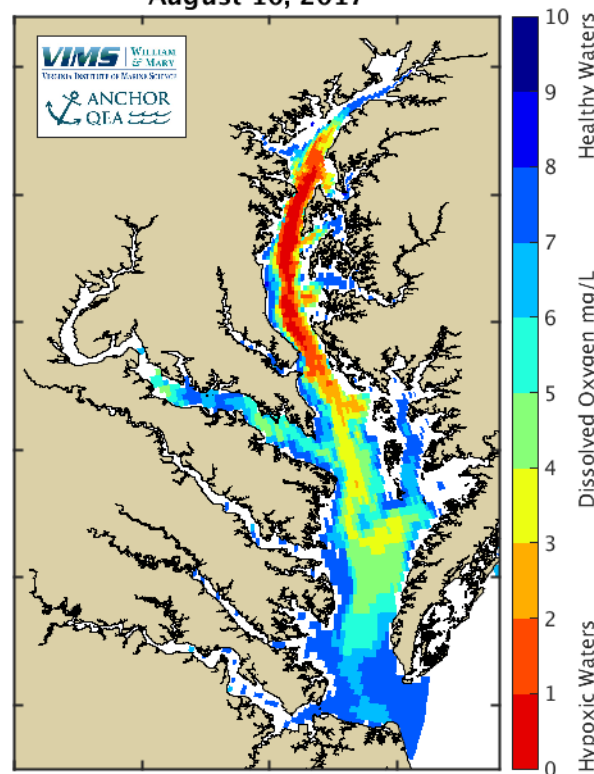 August 10, 2017
VIMS WILLIAM & MARY
VIRGINIA INSTITUTE OF MARINE SCIENCE
ANCHOR
QEA
10
9
8
7
6
5
4
3
2
1
0
Healthy Waters
Dissolved Oxygen mg/L
Hypoxic Waters